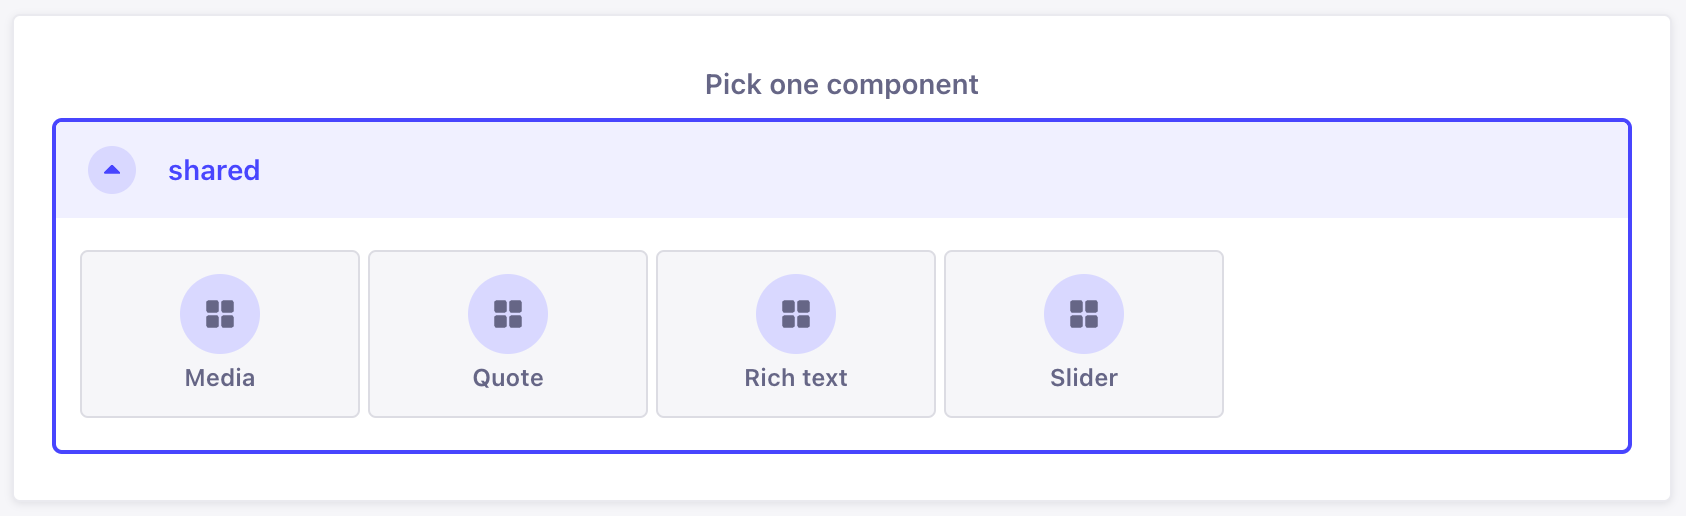 Pick one component
shared
Media
Quote
Rich text
Slider